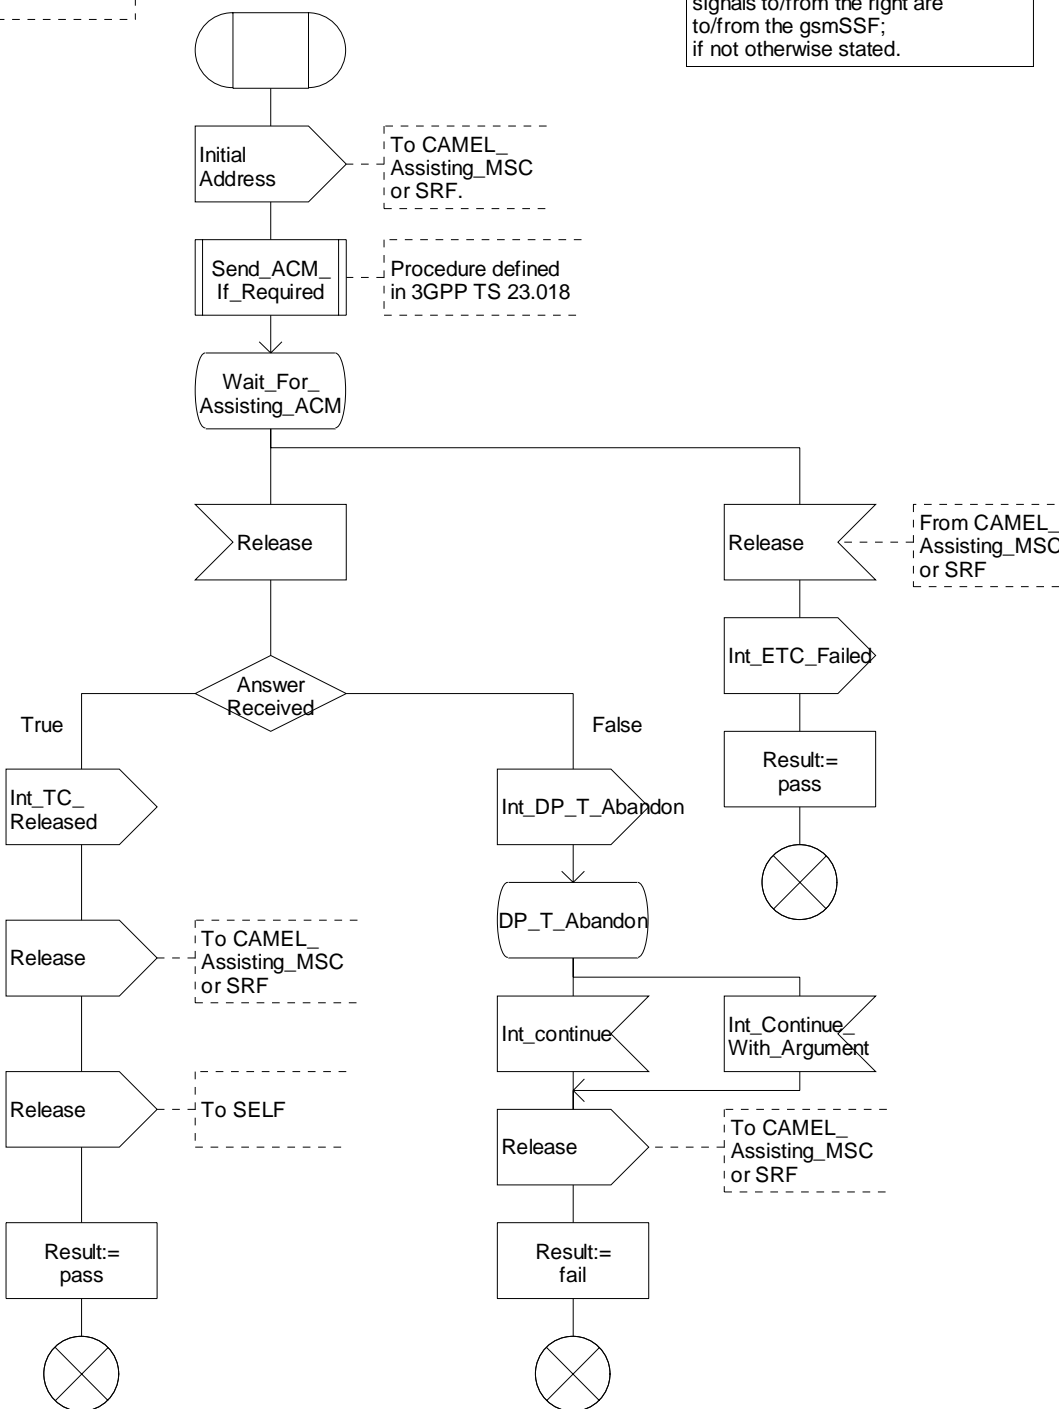 signals to/from the right are
to/from the gsmSSF;
if not otherwise stated.
Initial
Address
To CAMEL_
Assisting_MSC
or SRF.
Send_ACM_
If_Required
Procedure defined
in 3GPP TS 23.018
Wait_For_
Assisting_ACM
Release
Release
From CAMEL_
Assisting_MSC
or SRF
Int_ETC_Failed
Answer
Received
True
False
Result:=
pass
Int_TC_
Released
Int_DP_T_Abandon
DP_T_Abandon
Release
To CAMEL_
Assisting_MSC
or SRF
Int_continue
Int_Continue_
With_Argument
Release
To SELF
Release
To CAMEL_
Assisting_MSC
or SRF
Result:=
pass
Result:=
fail